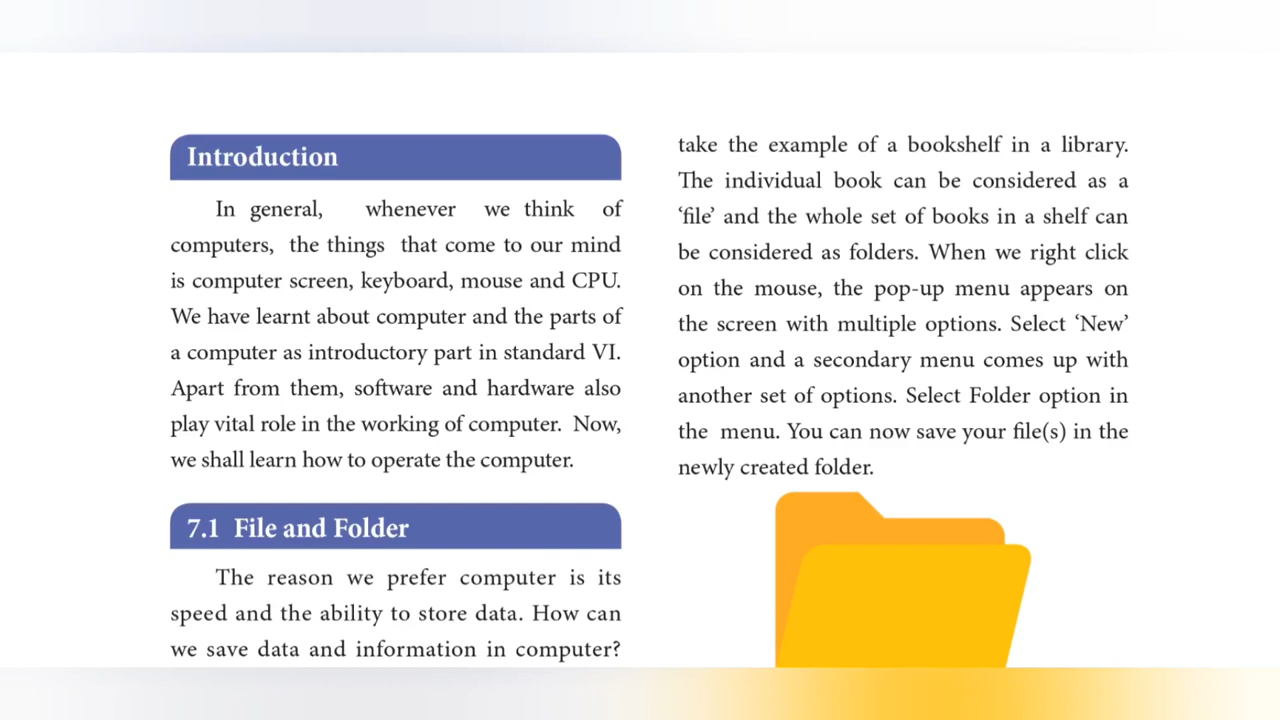 Introduction
In general, whenever we think of
computers, the things that come to our mind
is computer screen, keyboard, mouse and CPU.
We have learnt about computer and the parts of
a computer as introductory part in standard VI.
Apart from them, software and hardware also
play vital role in the working of computer. Now,
we shall learn how to operate the computer.
7.1 File and Folder
The reason we prefer computer is its
speed and the ability to store data. How can
we save data and information in computer?
take the example of a bookshelf in a library.
The individual book can be considered as a
‘file’ and the whole set of books in a shelf can
be considered as folders. When we right click
on the mouse, the pop-up menu appears on
the screen with multiple options. Select ‘New’
option and a secondary menu comes up with
another set of options. Select Folder option in
the menu. You can now save your file(s) in the
newly created folder.